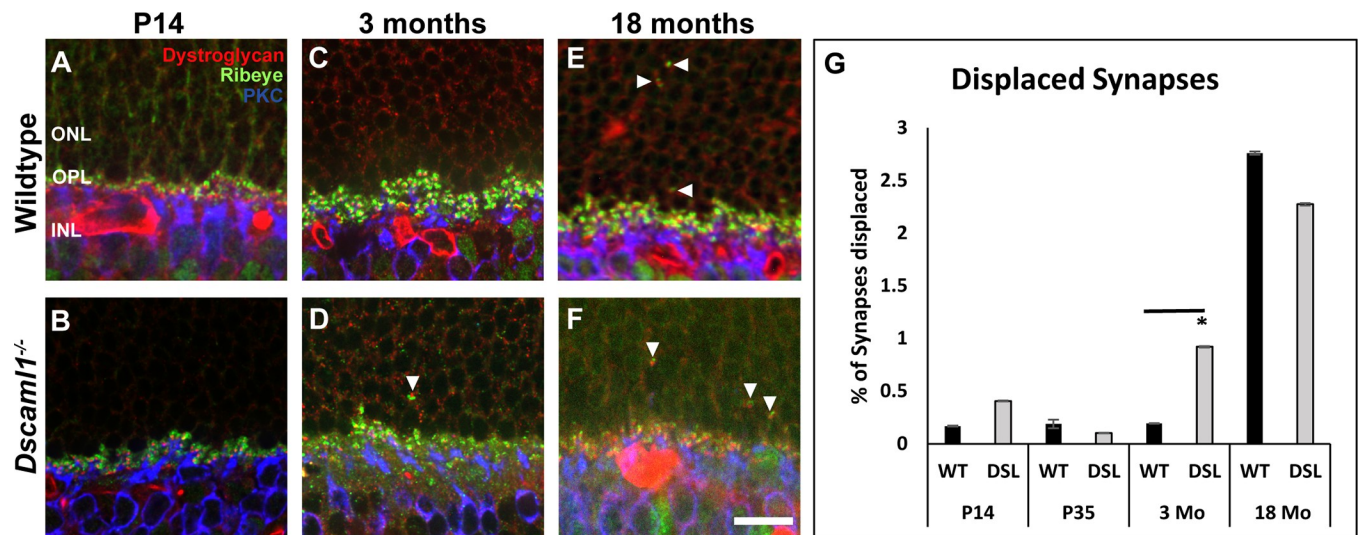 P14 3 months 18 months
Wildtype
A
Dystroglycan
Ribeye
PKC
ONL
OPL
INL
C
E
Dscaml1-/-
B
D
F
G
Displaced Synapses
% of Synapses displaced
3
2.5
2
1.5
1
0.5
0
*
WT DSL WT DSL WT DSL WT DSL
P14 P35 3 Mo 18 Mo